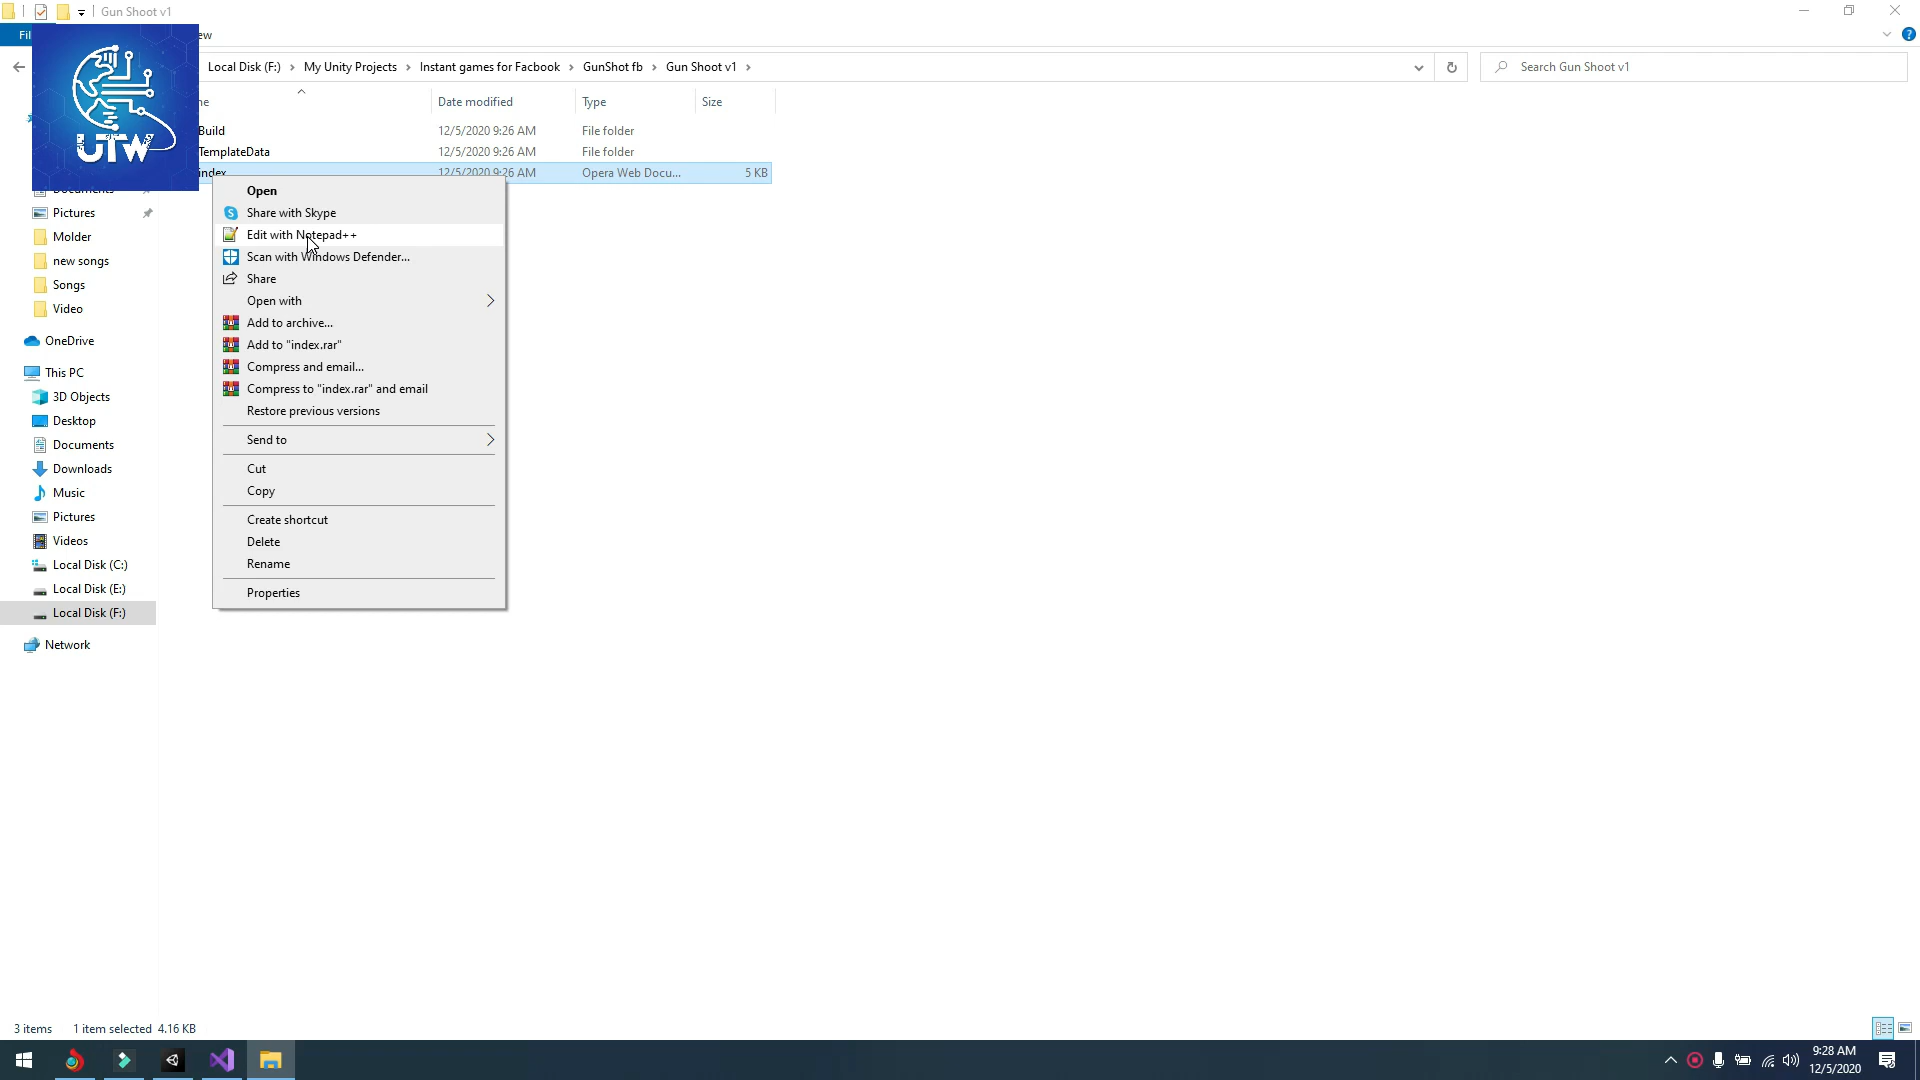 Gun Shoot v1
Fil
ew
Local Disk (F:) My Unity Projects Instant games for Facbook GunShot fb Gun Shoot v1
Search Gun Shoot v1
UTW
ne Date modified Type Size
Build 12/5/2020 9:26 AM File folder
TemplateData 12/5/2020 9:26 AM File folder
index 12/5/2020 9:26 AM Opera Web Docu... 5 KB
Documents
Pictures
Molder
new songs
Songs
Video
OneDrive
This PC
3D Objects
Desktop
Documents
Downloads
Music
Pictures
Videos
Local Disk (C:)
Local Disk (E:)
Local Disk (F:)
Network
Open
Share with Skype
Edit with Notepad++
Scan with Windows Defender...
Share
Open with
Add to archive...
Add to "index.rar"
Compress and email...
Compress to "index.rar" and email
Restore previous versions
Send to
Cut
Copy
Create shortcut
Delete
Rename
Properties
3 items 1 item selected 4.16 KB
9:28 AM
12/5/2020